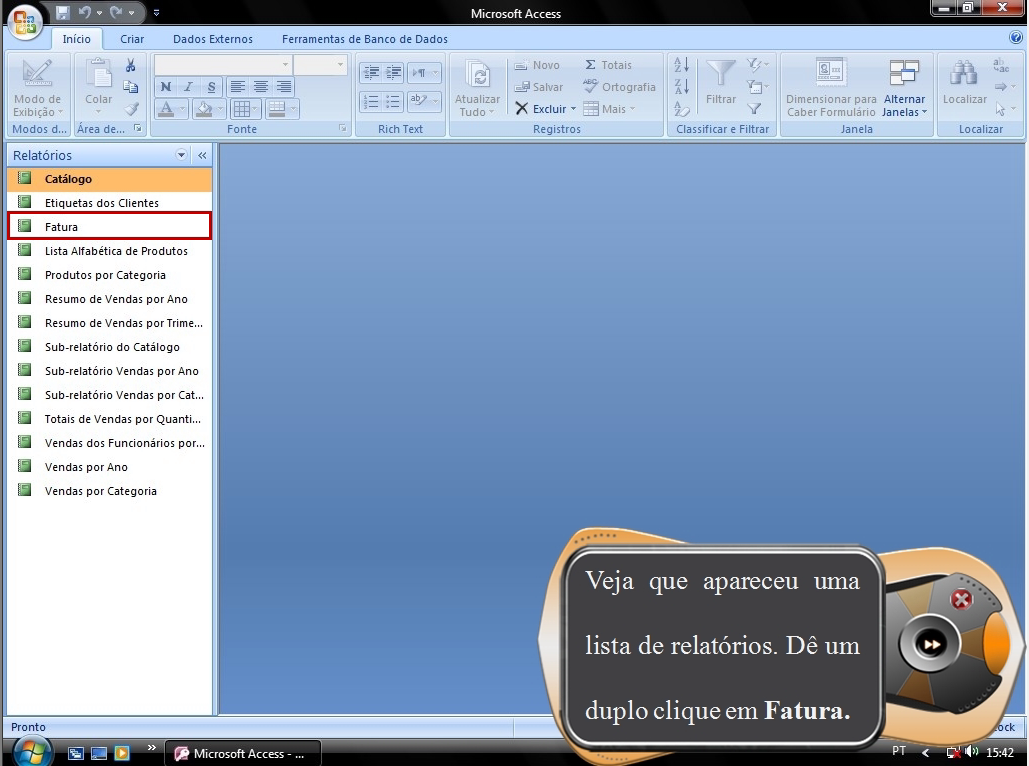 Microsoft Access
Início Criar Dados Externos Ferramentas de Banco de Dados
Modo de Exibição
Modos d...
Colar
Área de...
N I S
A
Fonte
ab
Rich Text
Atualizar Tudo
Novo
Salvar
Excluir
Σ Totais
ABC Ortografia
Mais
Registros
Filtrar
Classificar e Filtrar
Dimensionar para Caber Formulário
Alternar Janelas
Janela
Localizar
Localizar
Relatórios
Catálogo
Etiquetas dos Clientes
Fatura
Lista Alfabética de Produtos
Produtos por Categoria
Resumo de Vendas por Ano
Resumo de Vendas por Trime...
Sub-relatório do Catálogo
Sub-relatório Vendas por Ano
Sub-relatório Vendas por Cat...
Totais de Vendas por Quanti...
Vendas dos Funcionários por...
Vendas por Ano
Vendas por Categoria
Veja que apareceu uma
lista de relatórios. Dê um
duplo clique em Fatura.
Pronto
ock
Microsoft Access - ...
PT
15:42